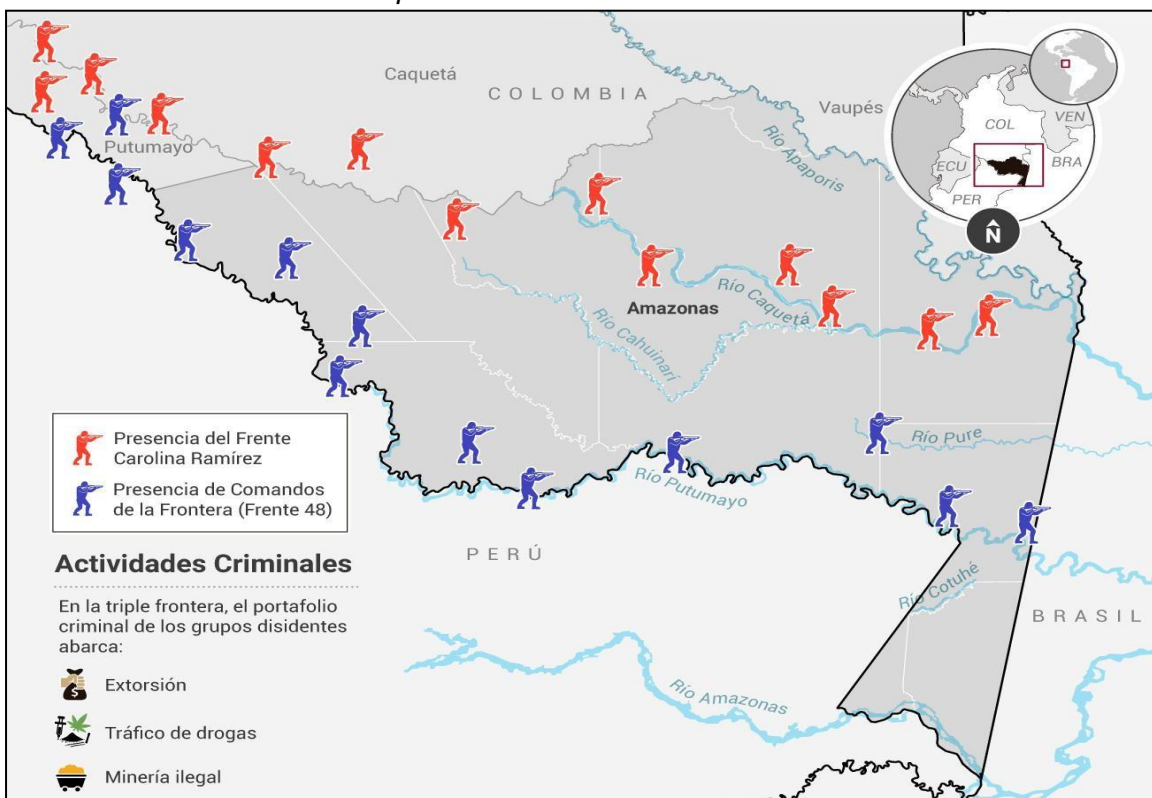 Caquetá
COLOMBIA
Vaupés
Putumayo
Río Apaporis
COL
VEN
ECU
BRA
PER
N
Amazonas
Río Caquetá
Río Cahuinarí
Río Pure
Río Putumayo
PERÚ
Río Cotuhé
BRASIL
Río Amazonas
Presencia del Frente
Carolina Ramírez
Presencia de Comandos
de la Frontera (Frente 48)
Actividades Criminales
En la triple frontera, el portafolio
criminal de los grupos disidentes
abarca:
Extorsión
Tráfico de drogas
Minería ilegal